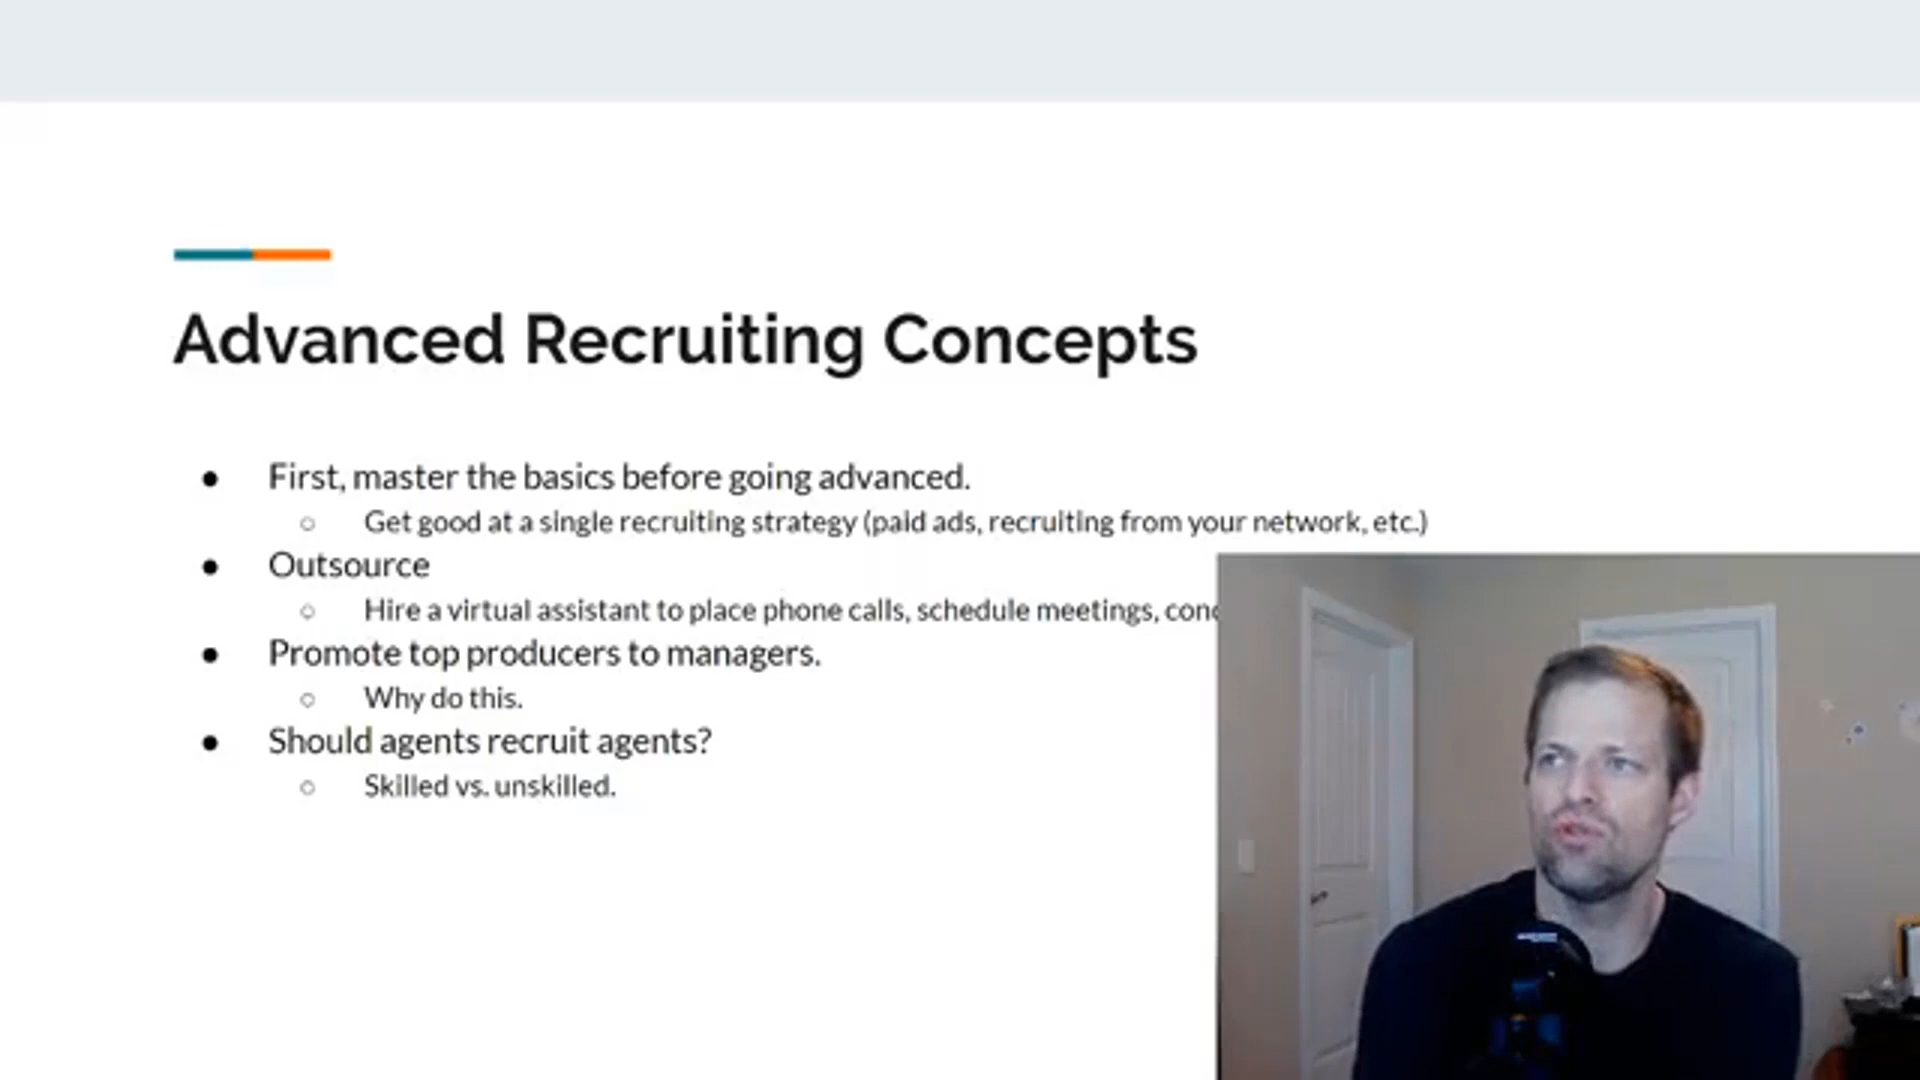 Advanced Recruiting Concepts
● First, master the basics before going advanced.
○ Get good at a single recruiting strategy (paid ads, recruiting from your network, etc.)
● Outsource
○ Hire a virtual assistant to place phone calls, schedule meetings,
● Promote top producers to managers.
○ Why do this.
● Should agents recruit agents?
○ Skilled vs. unskilled.